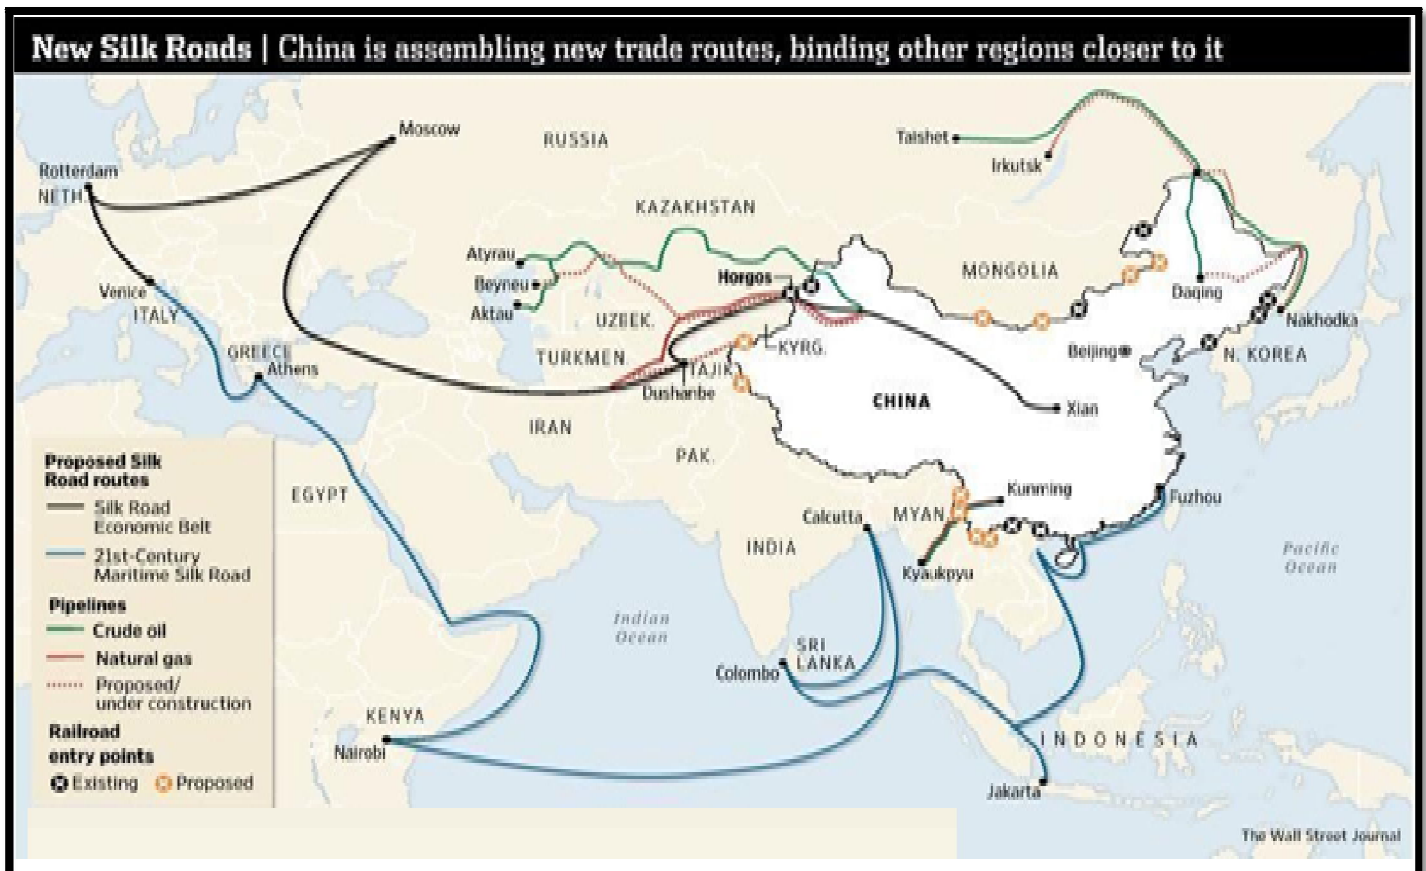 New Silk Roads | China is assembling new trade routes, binding other regions closer to it
Moscow
RUSSIA
Taishet
Irkutsk
Rotterdam
NETH.
KAZAKHSTAN
Atyrau
Beyneu
Aktau
Horgos
MONGOLIA
Daqing
Venice
ITALY
UZBEK.
Nakhodka
GREECE
Athens
TURKMEN.
KYRG.
TAJIK.
Dushanbe
Beijing
N. KOREA
CHINA
Xian
IRAN
PAK.
EGYPT
Kunming
Fuzhou
Calcutta
MYAN.
INDIA
Kyaukpyu
Pacific
Ocean
Indian
Ocean
SRI
LANKA
Colombo
KENYA
Nairobi
INDONESIA
Jakarta
Proposed Silk
Road routes
Silk Road
Economic Belt
21st-Century
Maritime Silk Road
Pipelines
Crude oil
Natural gas
Proposed/
under construction
Railroad
entry points
Existing Proposed
The Wall Street Journal